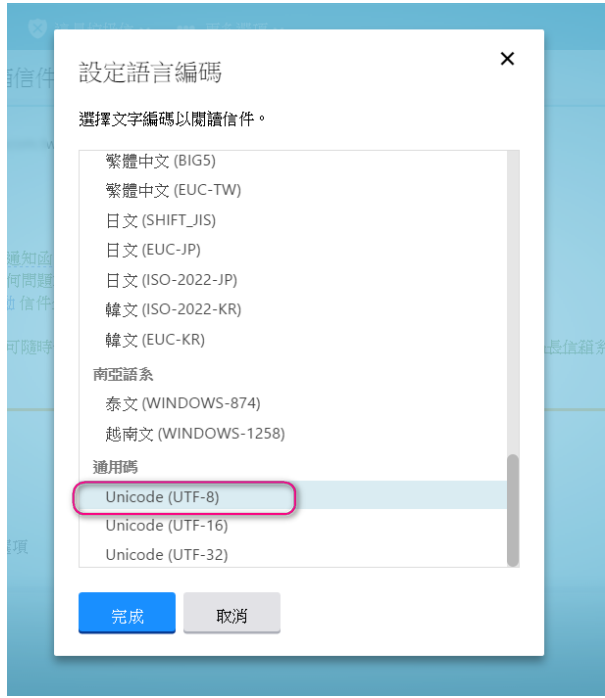 設定語言編碼
選擇文字編碼以閱讀信件。
繁體中文 (BIG5)
繁體中文 (EUC-TW)
日文 (SHIFT_JIS)
日文 (EUC-JP)
日文 (ISO-2022-JP)
韓文 (ISO-2022-KR)
韓文 (EUC-KR)
南亞語系
泰文 (WINDOWS-874)
越南文 (WINDOWS-1258)
通用碼
Unicode (UTF-8)
Unicode (UTF-16)
Unicode (UTF-32)
完成 取消